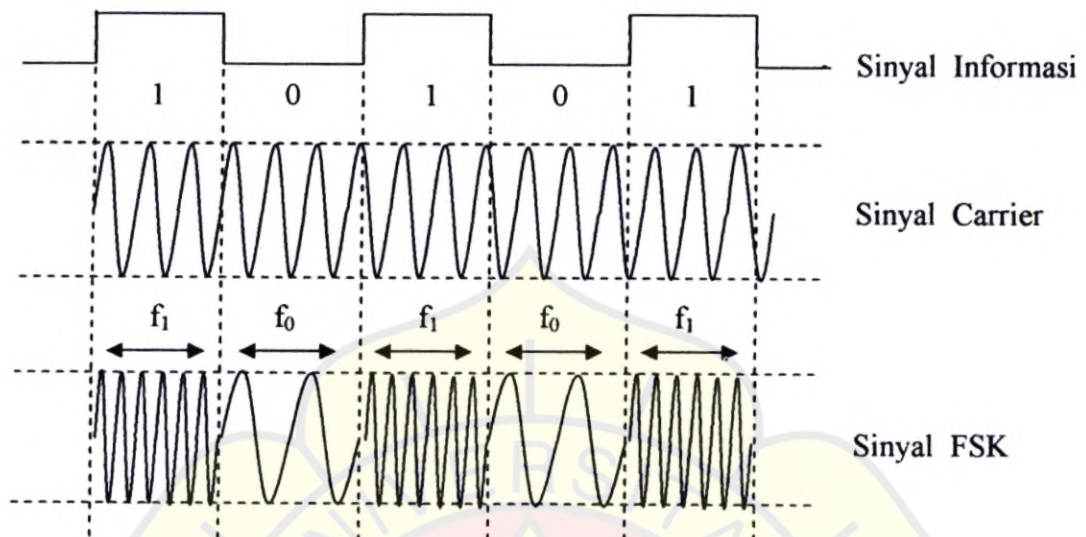 Sinyal Informasi
1 0 1 0 1
Sinyal Carrier
f₁ f₀ f₁ f₀ f₁
Sinyal FSK